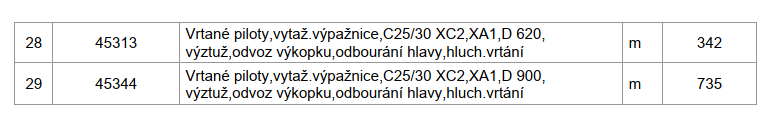 28 45313 Vrtané piloty,vytaž.výpažnice,C25/30 XC2,XA1,D 620, m 342
výztuž,odvoz výkopku,odbourání hlavy,hluch.vrtání
29 45344 Vrtané piloty,vytaž.výpažnice,C25/30 XC2,XA1,D 900, m 735
výztuž,odvoz výkopku,odbourání hlavy,hluch.vrtání